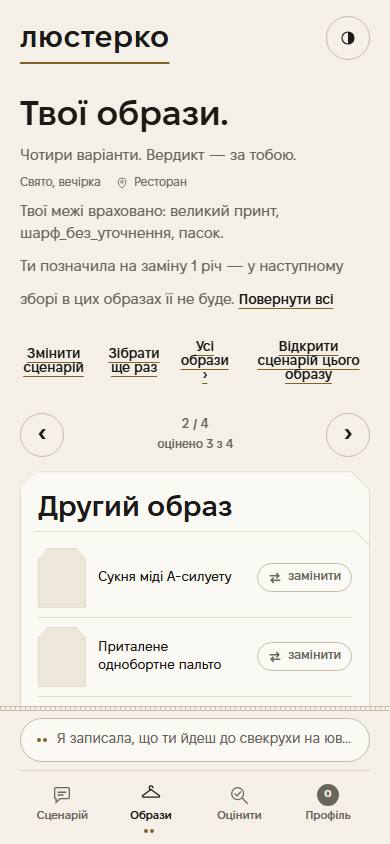 люстерко
Твої образи.
Чотири варіанти. Вердикт — за тобою.
Свято, вечірка Ресторан
Твої межі враховано: великий принт,
шарф_без_уточнення, пасок.
Ти позначила на заміну 1 річ — у наступному
зборі в цих образах її не буде. Повернути всі
Змінити
сценарій
Зібрати
ще раз
Усі
образи
›
Відкрити
сценарій цього
образу
‹
2 / 4
оцінено 3 з 4
›
Другий образ
Сукня міді А-силуету
замінити
Приталене
однобортне пальто
замінити
Я записала, що ти йдеш до свекрухи на юв...
Сценарій
Образи
Оцінити
0
Профіль